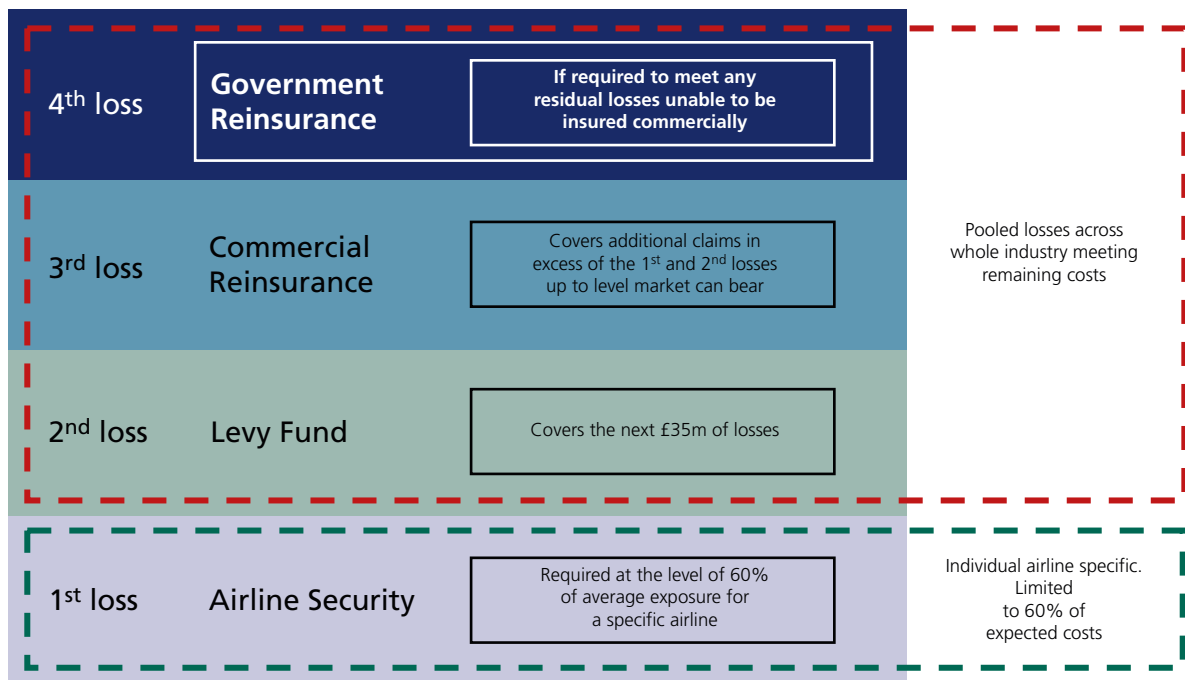 4th loss
Government
Reinsurance
If required to meet any
residual losses unable to be
insured commercially
3rd loss
Commercial
Reinsurance
Covers additional claims in
excess of the 1st and 2nd losses
up to level market can bear
Pooled losses across
whole industry meeting
remaining costs
2nd loss
Levy Fund
Covers the next £35m of losses
1st loss
Airline Security
Required at the level of 60%
of average exposure for
a specific airline
Individual airline specific.
Limited
to 60% of
expected costs